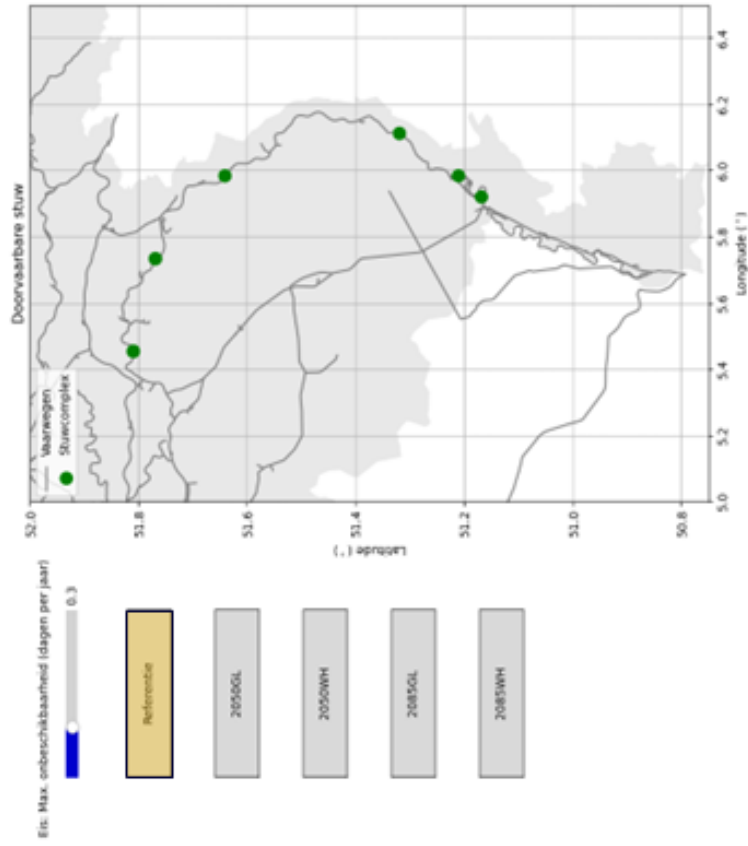 Eis: Max. onbeschikbaarheid (dagen per jaar)
0.3
Referentie
2050GL
2050WH
2085GL
2085WH
Doorvaarbare stuw
Vaarwegen
Stuwcomplex
52.0
51.8
51.6
51.4
51.2
51.0
50.8
Latitude (°)
5.0
5.2
5.4
5.6
5.8
6.0
6.2
6.4
Longitude (°)